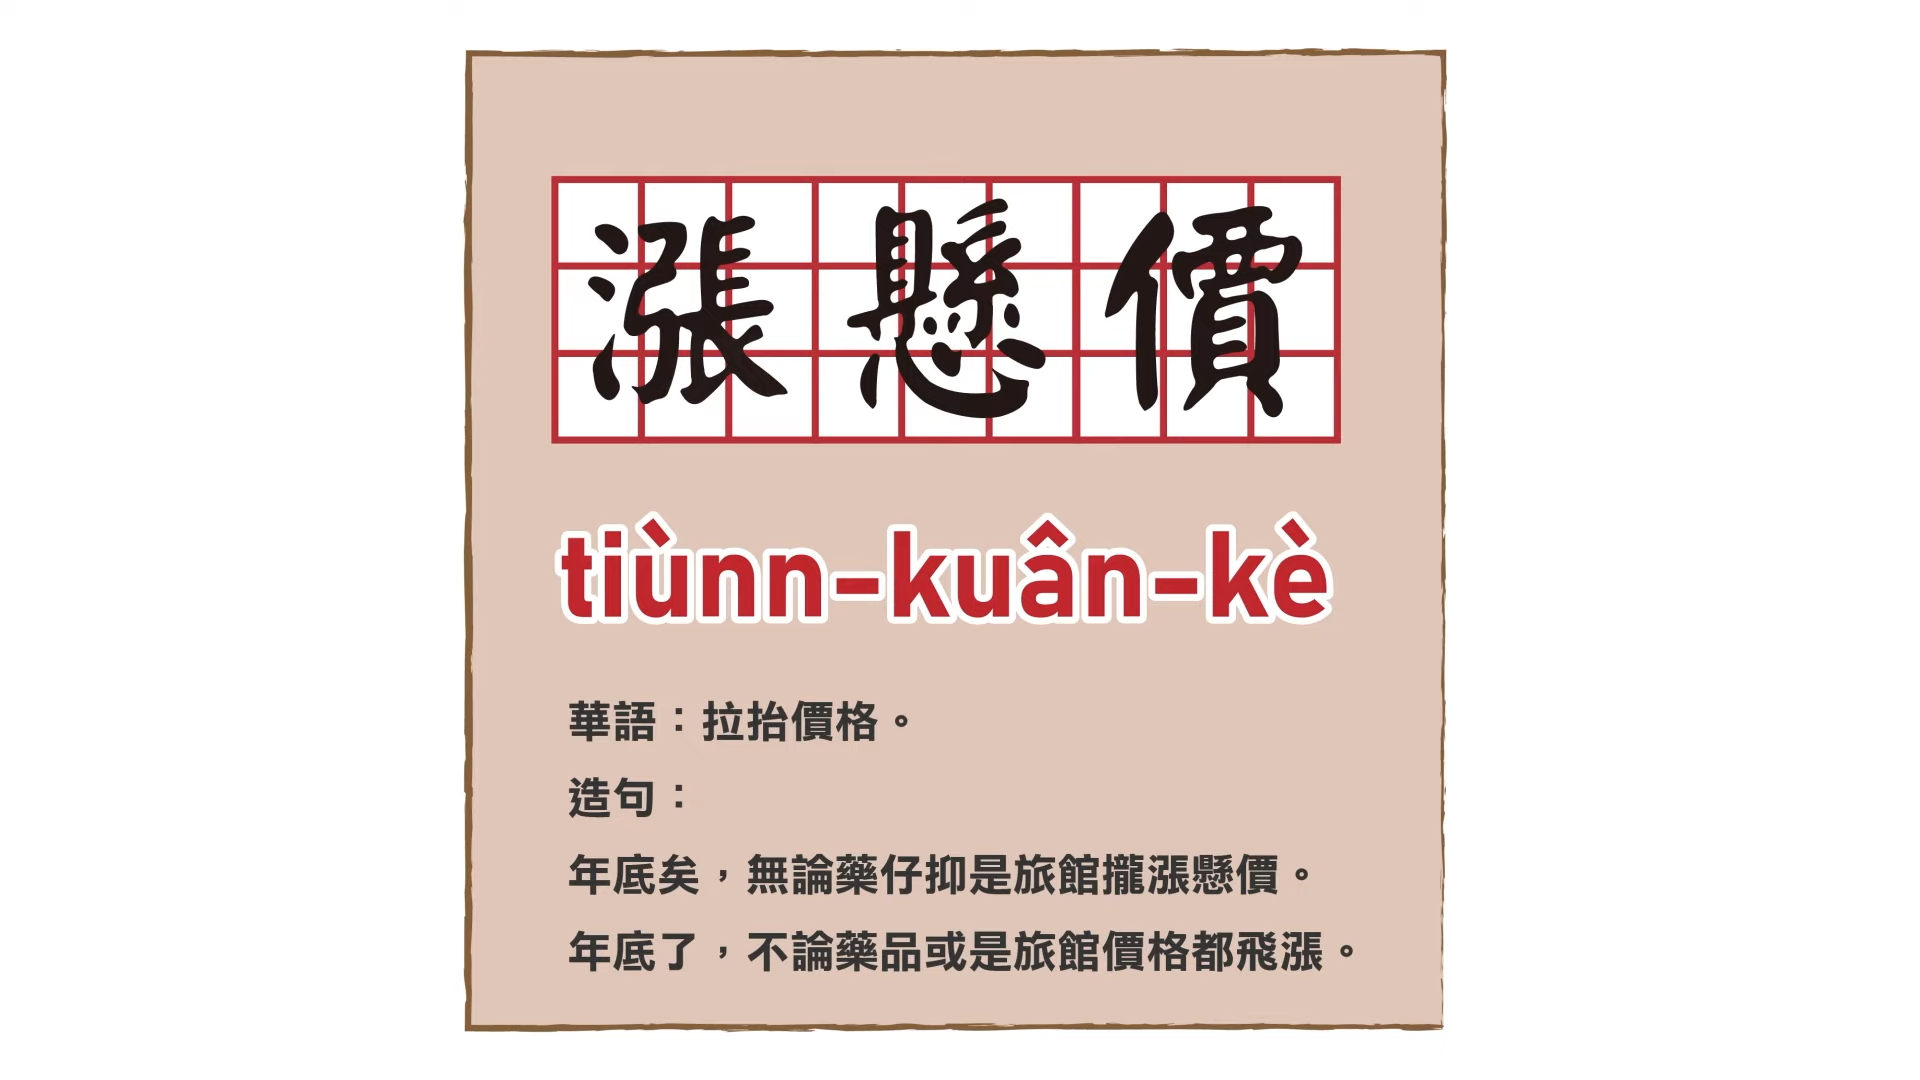 漲懸價
tiùnn-kuân-kè
華語：拉抬價格。
造句：
年底矣，無論藥仔抑是旅館攏漲懸價。
年底了，不論藥品或是旅館價格都飛漲。